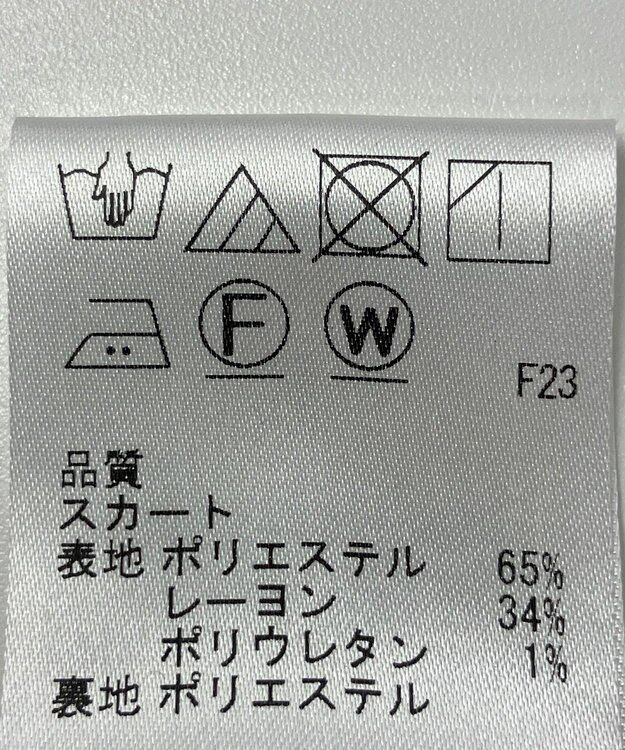 F W
F23
品質
スカート
表地 ポリエステル 65%
レーヨン 34%
ポリウレタン 1%
裏地 ポリエステル